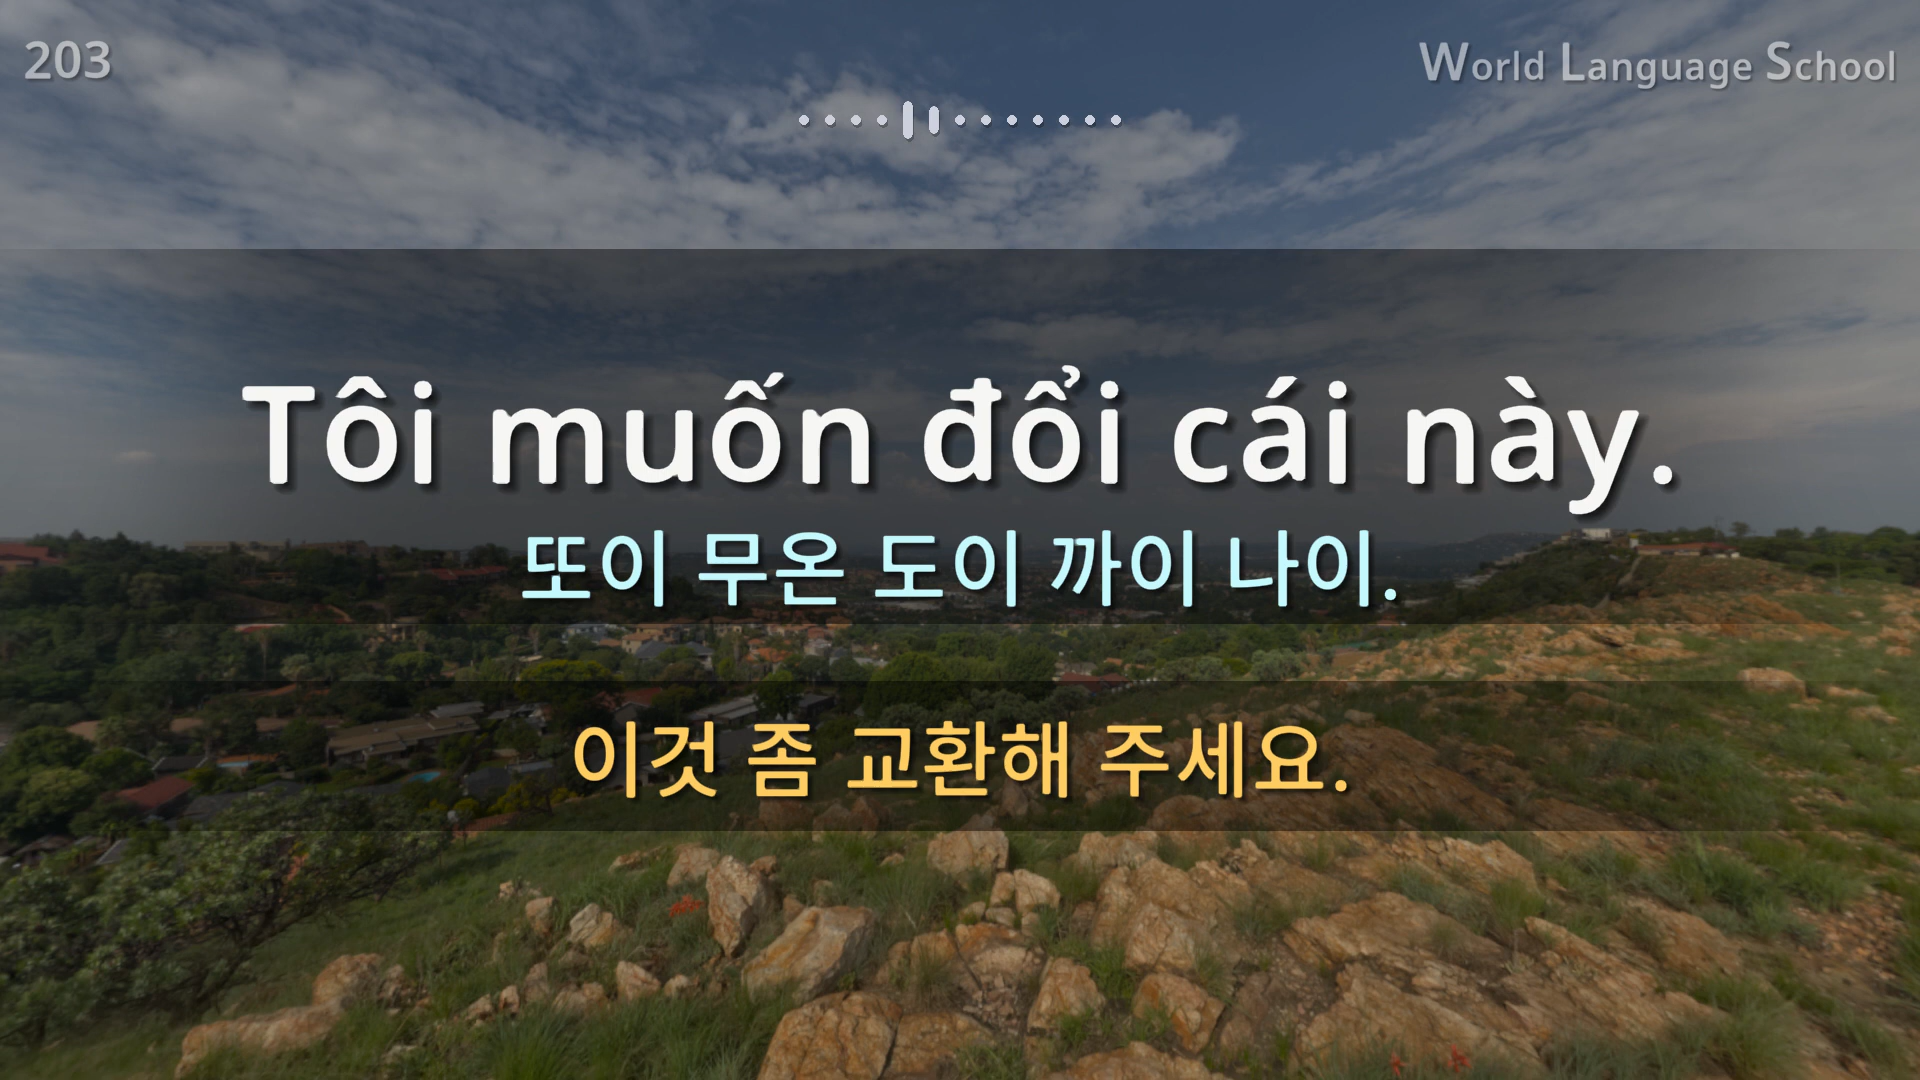 203
World Language School
Tôi muốn đổi cái này.
또이 무온 도이 까이 나이.
이것 좀 교환해 주세요.